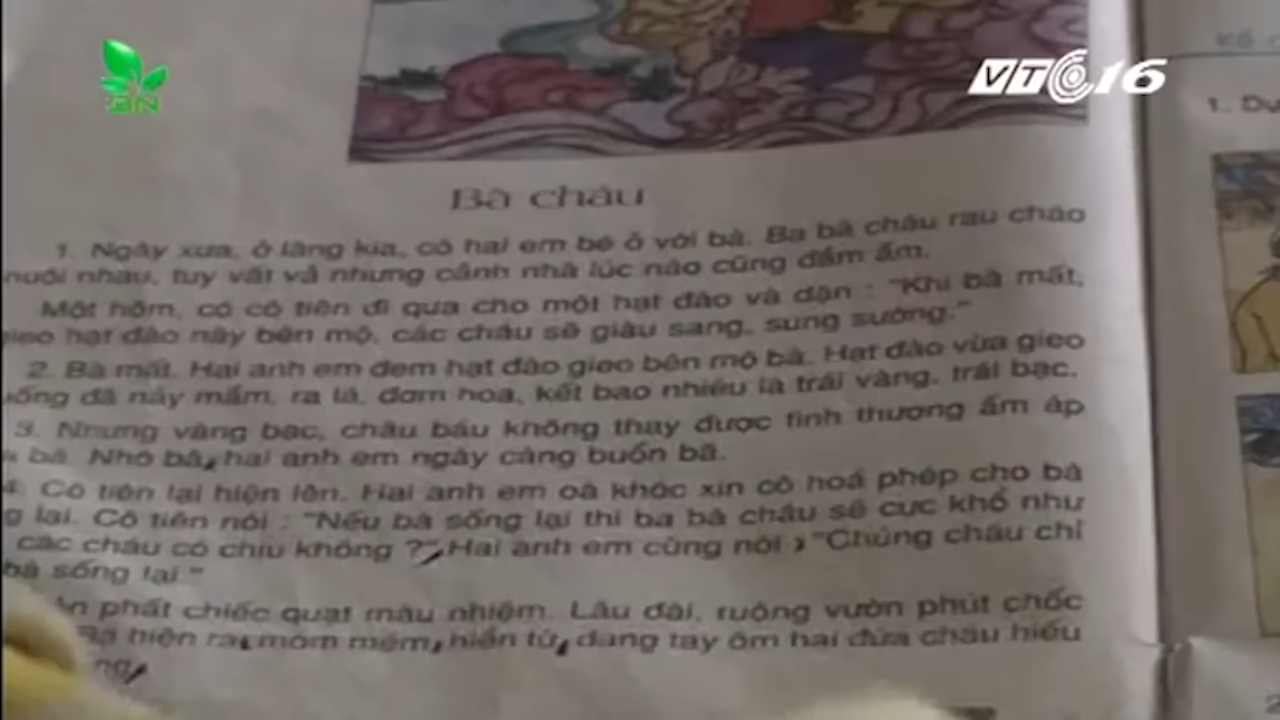 3N
VTC16
Bà cháu
1. Ngày xưa, ở làng kia, có hai em bé ở với bà. Ba bà cháu rau cháo
nuôi nhau, tuy vất vả nhưng cảnh nhà lúc nào cũng đầm ấm.
Một hôm, có cô tiên đi qua cho một hạt đào và dặn : "Khi bà mất,
gieo hạt đào này bên mộ, các cháu sẽ giàu sang, sung sướng."
2. Bà mất. Hai anh em đem hạt đào gieo bên mộ bà. Hạt đào vừa gieo
xuống đã nảy mầm, ra lá, đơm hoa, kết bao nhiêu là trái vàng, trái bạc.
3. Nhưng vàng bạc, châu báu không thay được tình thương ấm áp
bà. Nhớ bà, hai anh em ngày càng buồn bã.
4. Cô tiên lại hiện lên. Hai anh em oà khóc xin cô hoá phép cho bà
g lại. Cô tiên nói : "Nếu bà sống lại thì ba bà cháu sẽ cực khổ như
các cháu có chịu không ?", Hai anh em cùng nói : "Chúng cháu chỉ
bà sống lại."
phất chiếc quạt màu nhiệm. Lâu đài, ruộng vườn phút chốc
Bà hiện ra, móm mém, hiền từ, dang tay ôm hai đứa cháu hiếu
1.